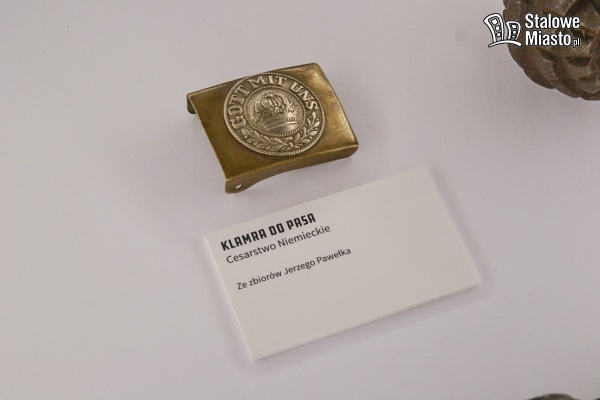 Stalowe
Miasto.pl
GOTT MIT UNS
KLAMRA DO PASA
Cesarstwo Niemieckie
Ze zbiorów Jerzego Pawełka